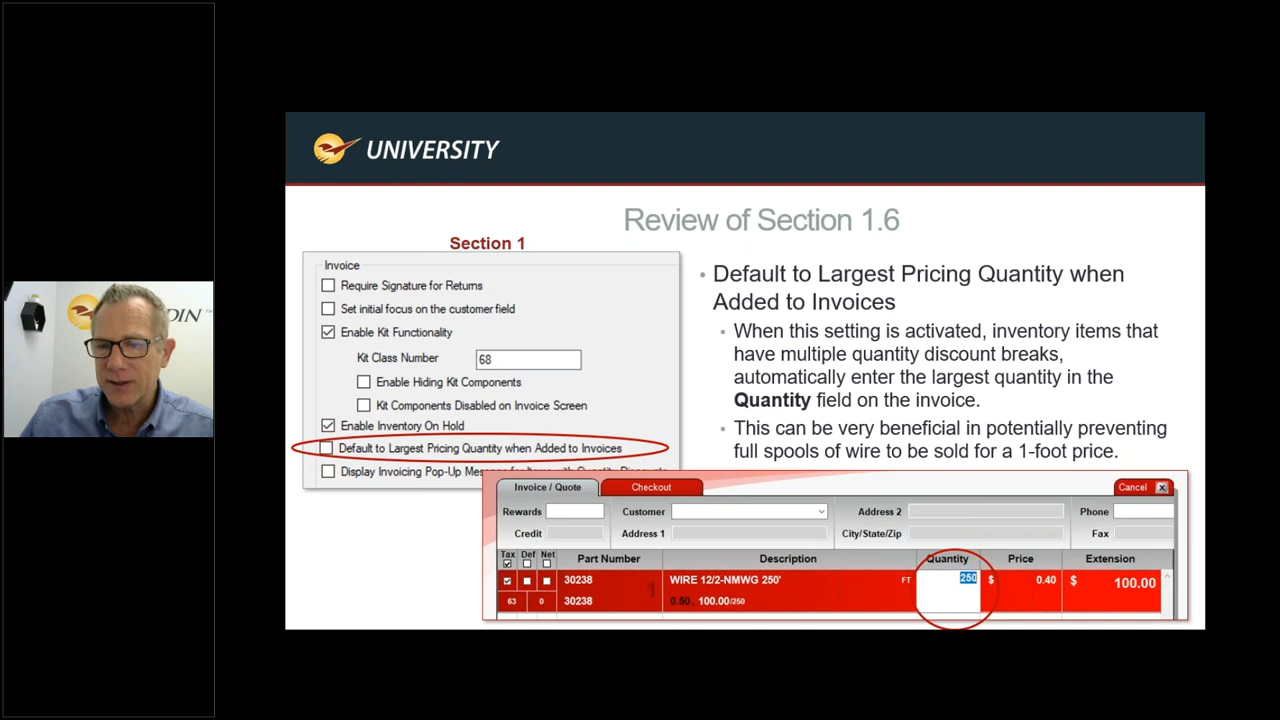 UNIVERSITY
Review of Section 1.6
Section 1
Invoice
Require Signature for Returns
Set initial focus on the customer field
Enable Kit Functionality
Kit Class Number 68
Enable Hiding Kit Components
Kit Components Disabled on Invoice Screen
Enable Inventory On Hold
Default to Largest Pricing Quantity when Added to Invoices
Display Invoicing Pop-Up
• Default to Largest Pricing Quantity when
Added to Invoices
• When this setting is activated, inventory items that
have multiple quantity discount breaks,
automatically enter the largest quantity in the
Quantity field on the invoice.
• This can be very beneficial in potentially preventing
full spools of wire to be sold for a 1-foot price.
Invoice / Quote Checkout Cancel
Rewards Customer Address 2 Phone
Credit Address 1 City/State/Zip Fax
Tax Def Net Part Number Description Quantity Price Extension
30238 WIRE 12/2-NMWG 250' FT 250 $ 0.40 $ 100.00
63 0 30238 0.50, 100.00/250
DIN™